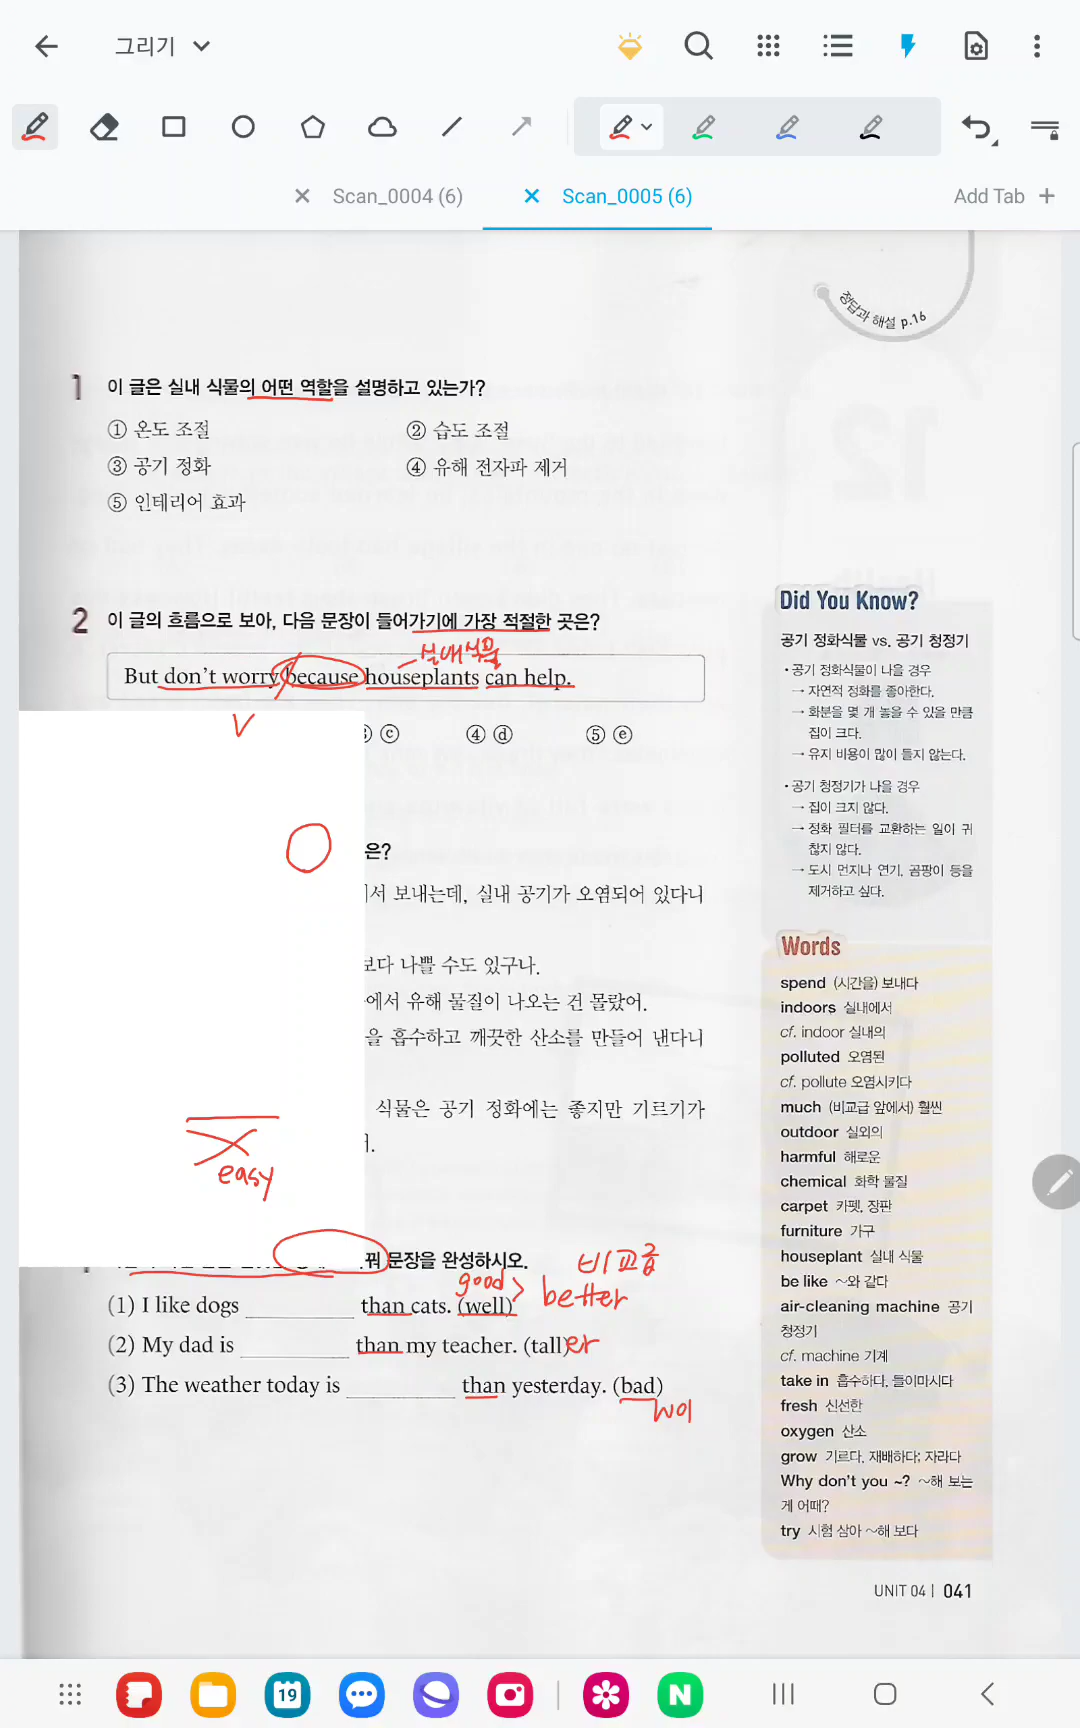 그리기
Scan_0004 (6)
Scan_0005 (6)
Add Tab +
정답과 해설 p.16
1 이 글은 실내 식물의 어떤 역할을 설명하고 있는가?
① 온도 조절 ② 습도 조절
③ 공기 정화 ④ 유해 전자파 제거
⑤ 인테리어 효과
2 이 글의 흐름으로 보아, 다음 문장이 들어가기에 가장 적절한 곳은?
실내식물
But don't worry because houseplants can help.
ⓒ ④ ⓓ ⑤ ⓔ
은?
서 보내는데, 실내 공기가 오염되어 있다니
보다 나쁠 수도 있구나.
에서 유해 물질이 나오는 건 몰랐어.
을 흡수하고 깨끗한 산소를 만들어 낸다니
식물은 공기 정화에는 좋지만 기르기가
easy
꿔 문장을 완성하시오.
비교급
good > better
(1) I like dogs ________ than cats. (well)
(2) My dad is ________ than my teacher. (tall)er
(3) The weather today is ________ than yesterday. (bad)
Did You Know?
공기 정화식물 vs. 공기 청정기
• 공기 정화식물이 나을 경우
→ 자연적 정화를 좋아한다.
→ 화분을 몇 개 놓을 수 있을 만큼
집이 크다.
→ 유지 비용이 많이 들지 않는다.
• 공기 청정기가 나을 경우
→ 집이 크지 않다.
→ 정화 필터를 교환하는 일이 귀
찮지 않다.
→ 도시 먼지나 연기, 곰팡이 등을
제거하고 싶다.
Words
spend (시간을) 보내다
indoors 실내에서
cf. indoor 실내의
polluted 오염된
cf. pollute 오염시키다
much (비교급 앞에서) 훨씬
outdoor 실외의
harmful 해로운
chemical 화학 물질
carpet 카펫, 장판
furniture 가구
houseplant 실내 식물
be like ~와 같다
air-cleaning machine 공기
청정기
cf. machine 기계
take in 흡수하다, 들이마시다
fresh 신선한
oxygen 산소
grow 기르다, 재배하다; 자라다
Why don't you ~? ~해 보는
게 어때?
try 시험 삼아 ~해 보다
UNIT 04 | 041
19
N